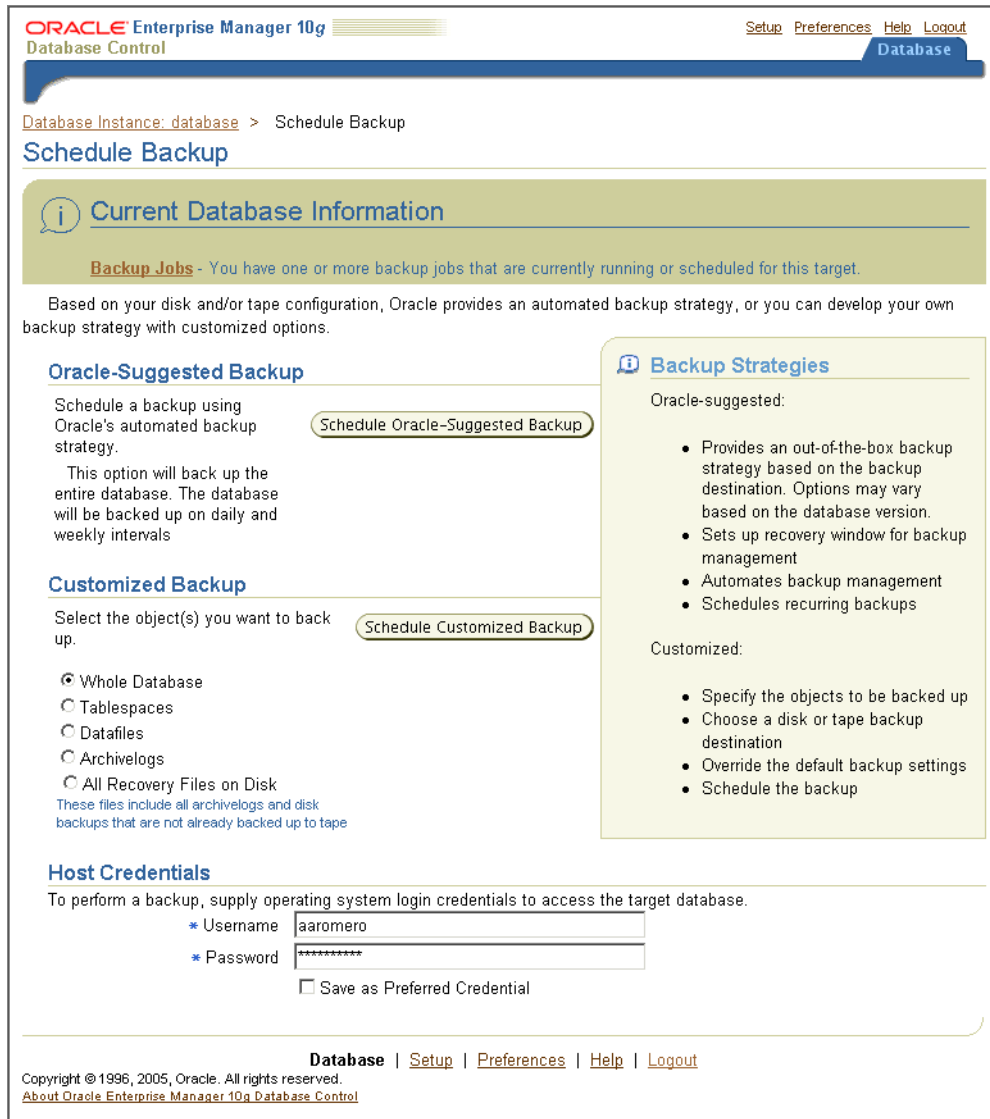 ORACLE Enterprise Manager 10g
Database Control
Setup Preferences Help Logout
Database
Database Instance: database > Schedule Backup
Schedule Backup
Current Database Information
Backup Jobs - You have one or more backup jobs that are currently running or scheduled for this target.
Based on your disk and/or tape configuration, Oracle provides an automated backup strategy, or you can develop your own
backup strategy with customized options.
Oracle-Suggested Backup
Schedule a backup using
Oracle's automated backup
strategy.
Schedule Oracle-Suggested Backup
This option will back up the
entire database. The database
will be backed up on daily and
weekly intervals
Customized Backup
Select the object(s) you want to back
up.
Schedule Customized Backup
Whole Database
Tablespaces
Datafiles
Archivelogs
All Recovery Files on Disk
These files include all archivelogs and disk
backups that are not already backed up to tape
Backup Strategies
Oracle-suggested:
• Provides an out-of-the-box backup
strategy based on the backup
destination. Options may vary
based on the database version.
• Sets up recovery window for backup
management
• Automates backup management
• Schedules recurring backups
Customized:
• Specify the objects to be backed up
• Choose a disk or tape backup
destination
• Override the default backup settings
• Schedule the backup
Host Credentials
To perform a backup, supply operating system login credentials to access the target database.
* Username aaromero
* Password **********
Save as Preferred Credential
Database | Setup | Preferences | Help | Logout
Copyright © 1996, 2005, Oracle. All rights reserved.
About Oracle Enterprise Manager 10g Database Control